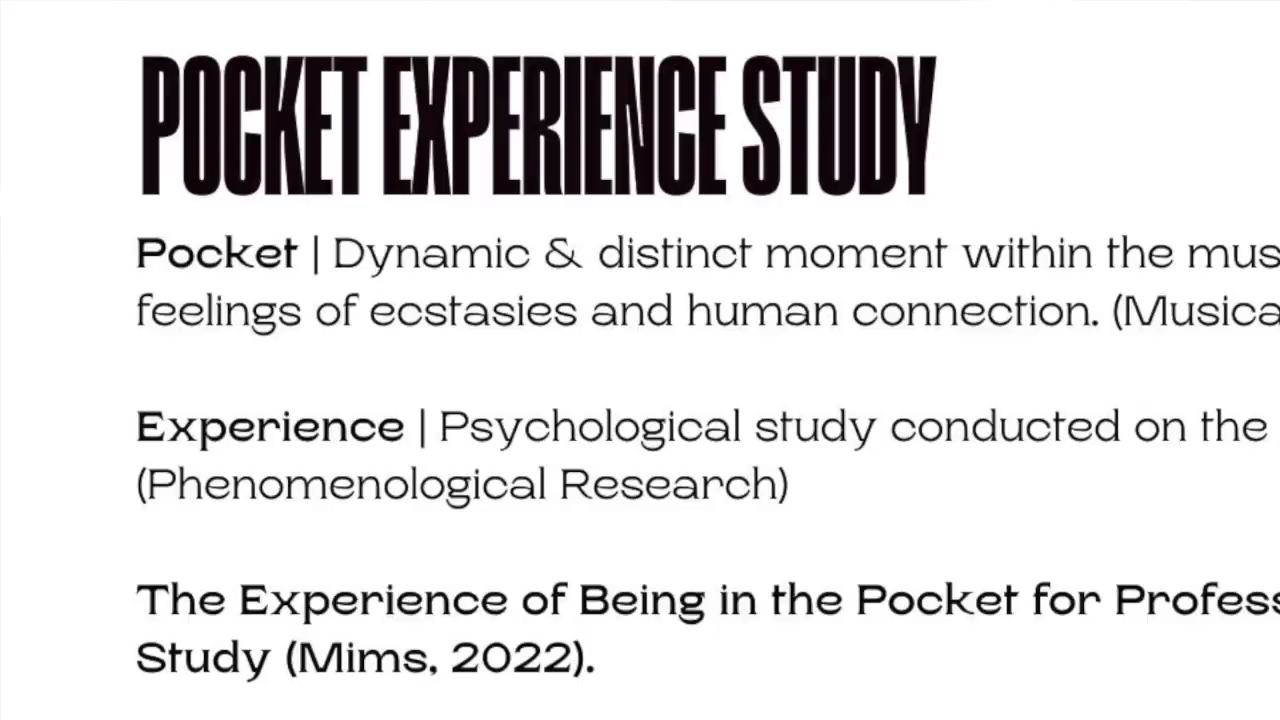 POCKET EXPERIENCE STUDY
Pocket | Dynamic & distinct moment within the mus
feelings of ecstasies and human connection. (Musica
Experience | Psychological study conducted on the
(Phenomenological Research)
The Experience of Being in the Pocket for Profess
Study (Mims, 2022).